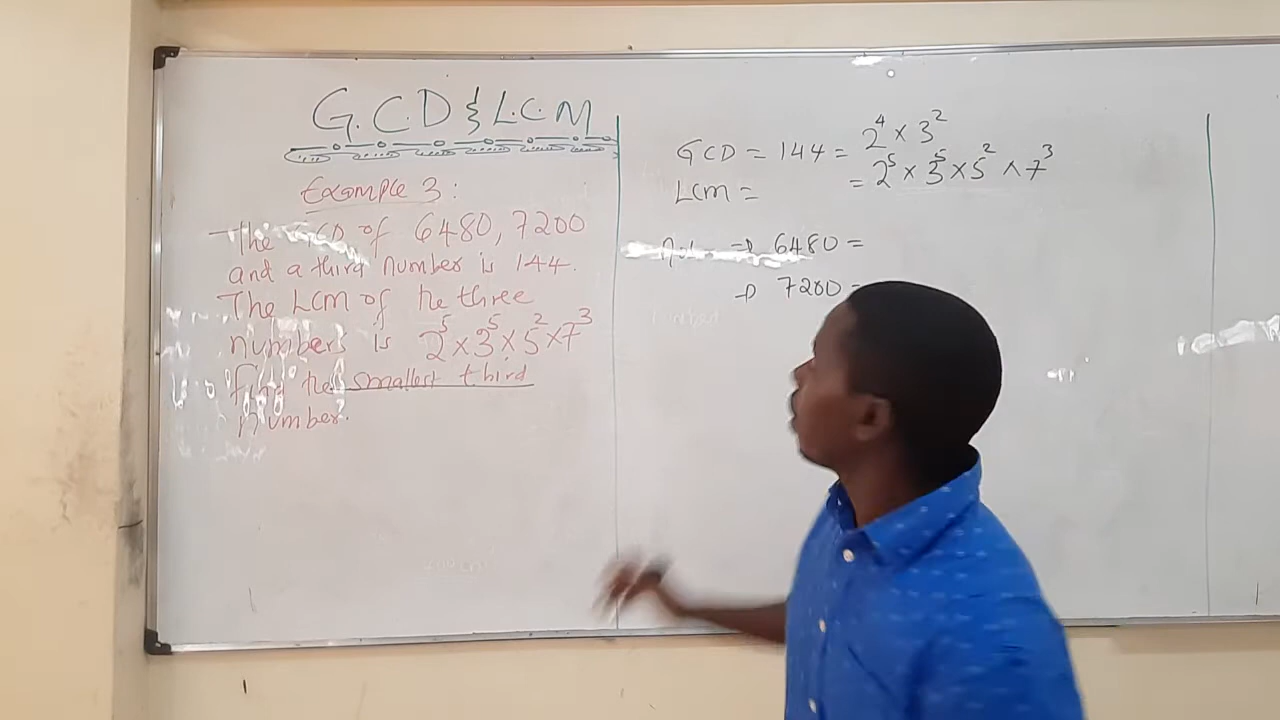 G.C.D & L.C.M
Example 3:
The GCD of 6480, 7200
and a third number is 144.
The LCM of the three
numbers is 2⁵ × 3⁵ × 5² × 7³
Find the smallest third
number.
GCD = 144 = 2⁴ × 3²
LCM = = 2⁵ × 3⁵ × 5² × 7³
⇒ 6480 =
⇒ 7200 =